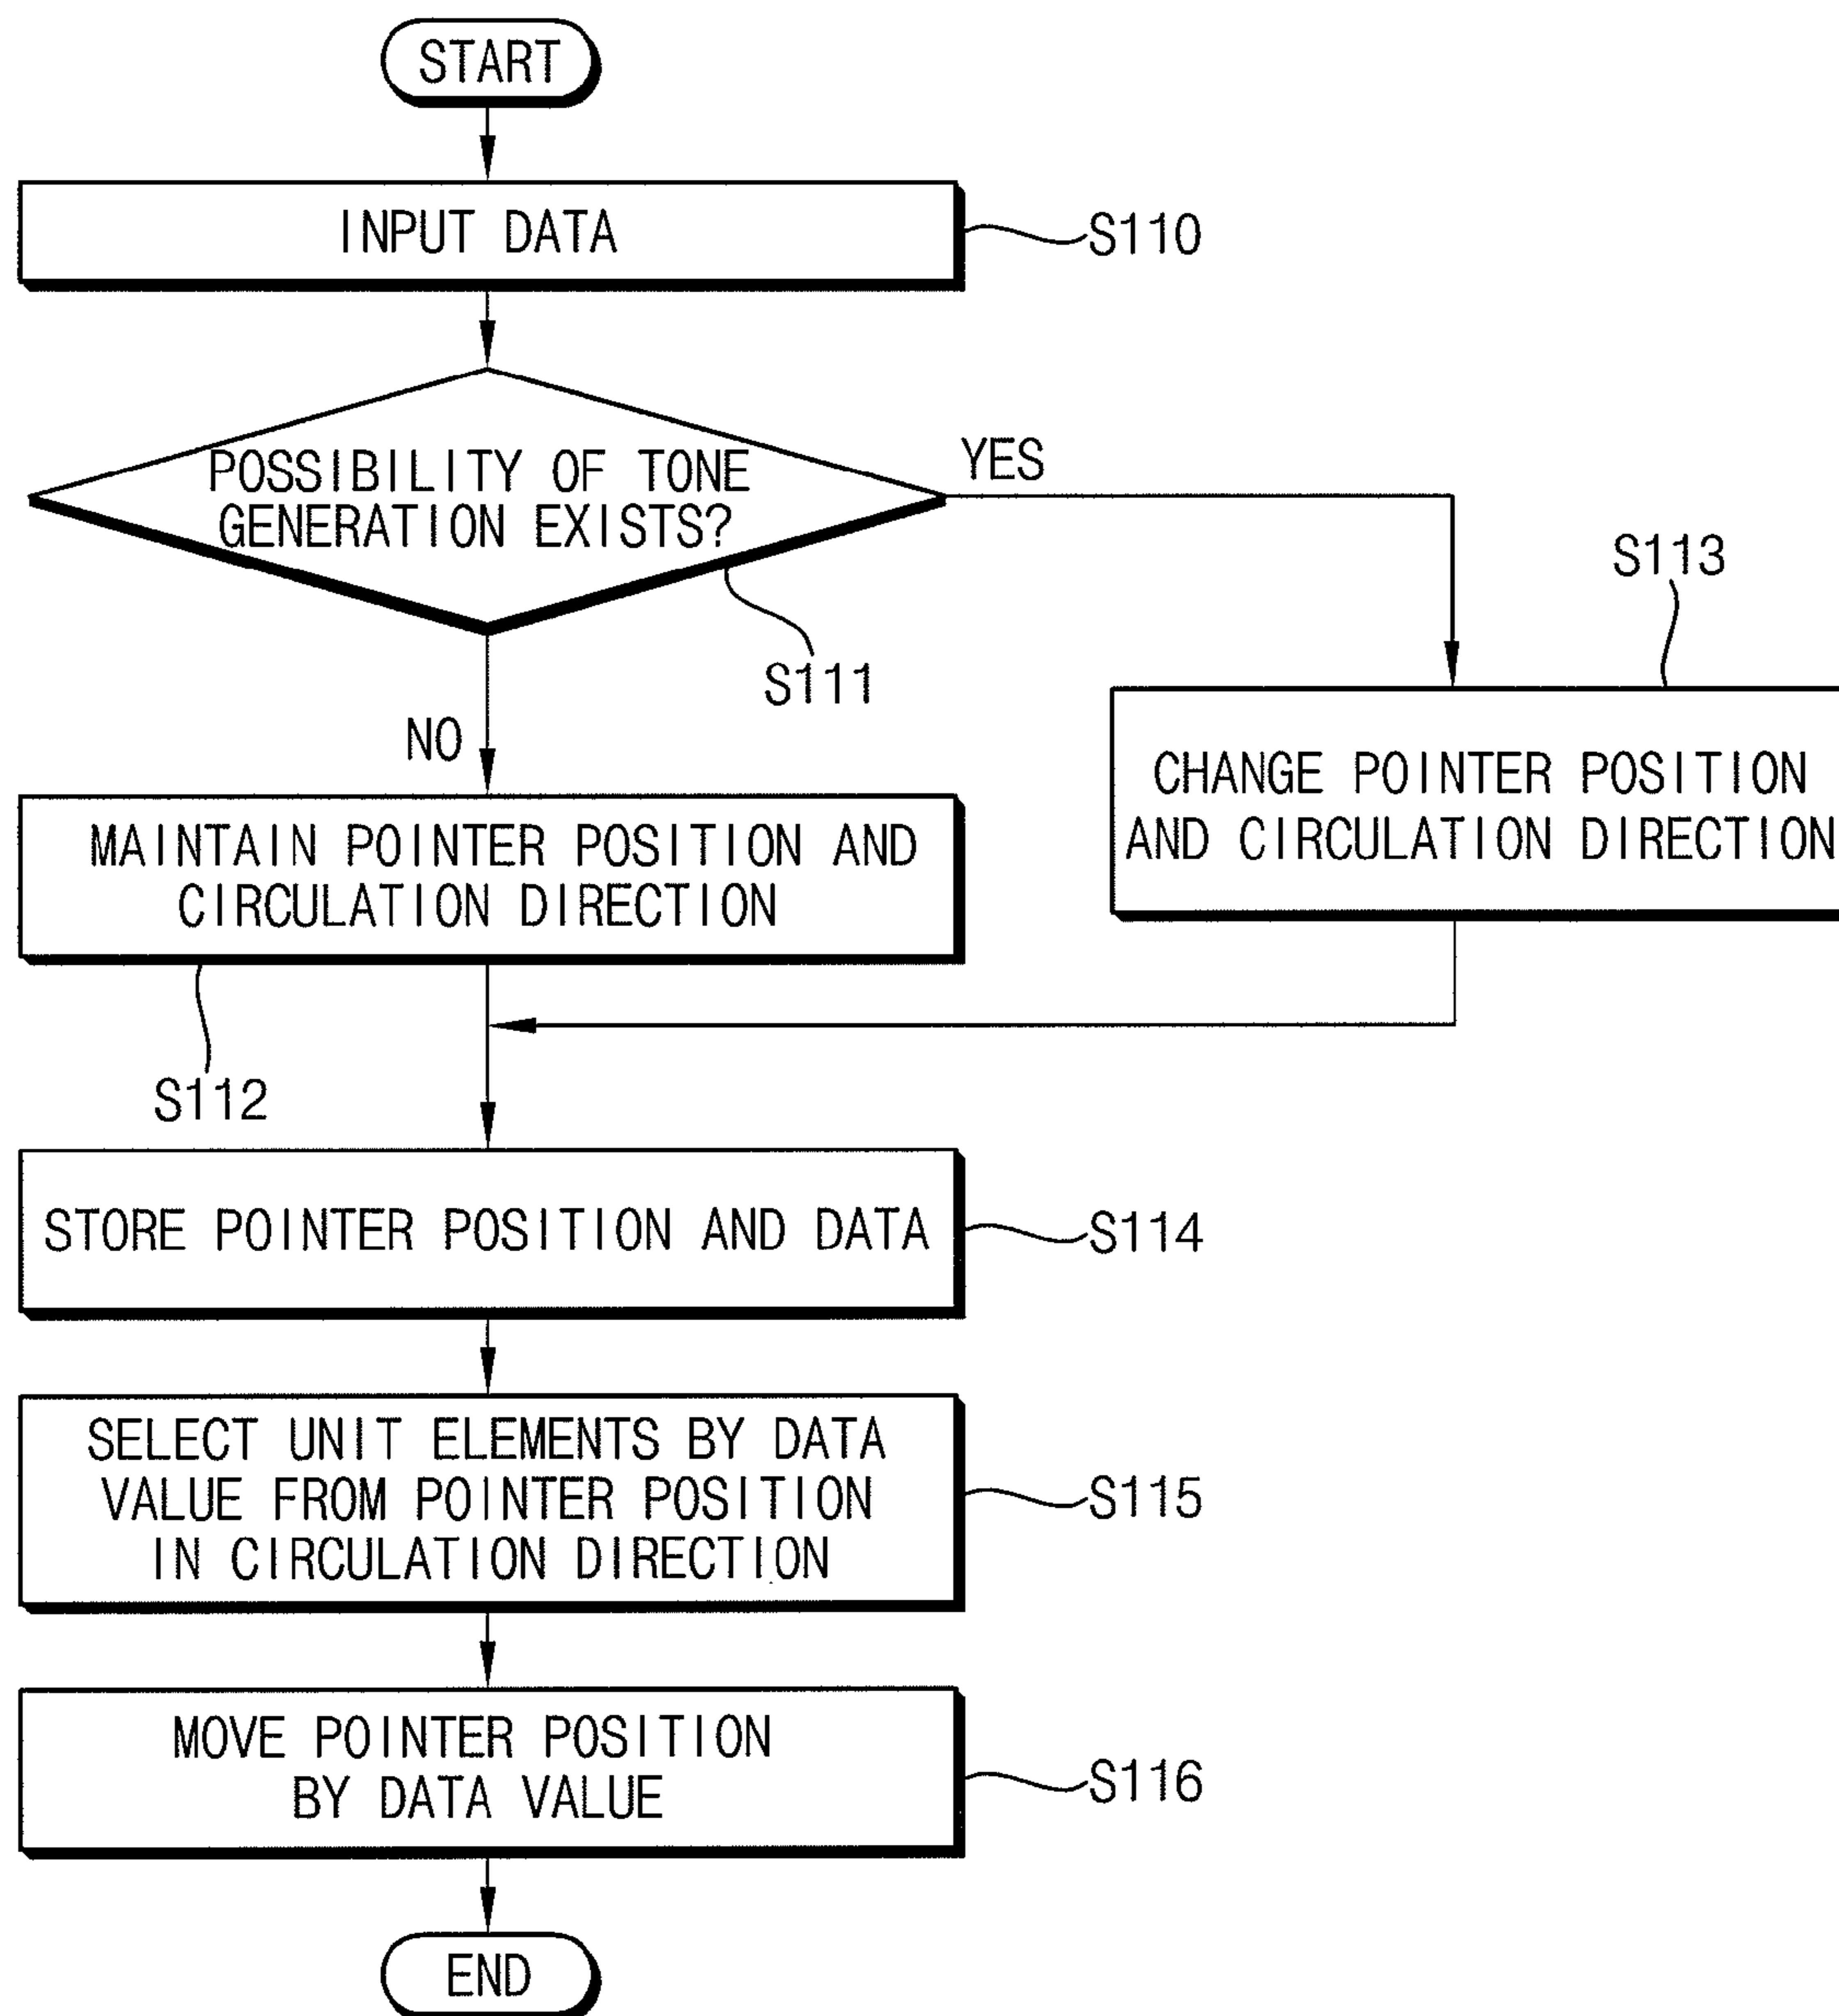 START
INPUT DATA
S110
POSSIBILITY OF TONE
GENERATION EXISTS?
YES
S111
NO
S113
CHANGE POINTER POSITION
AND CIRCULATION DIRECTION
MAINTAIN POINTER POSITION AND
CIRCULATION DIRECTION
S112
STORE POINTER POSITION AND DATA
S114
SELECT UNIT ELEMENTS BY DATA
VALUE FROM POINTER POSITION
IN CIRCULATION DIRECTION
S115
MOVE POINTER POSITION
BY DATA VALUE
S116
END